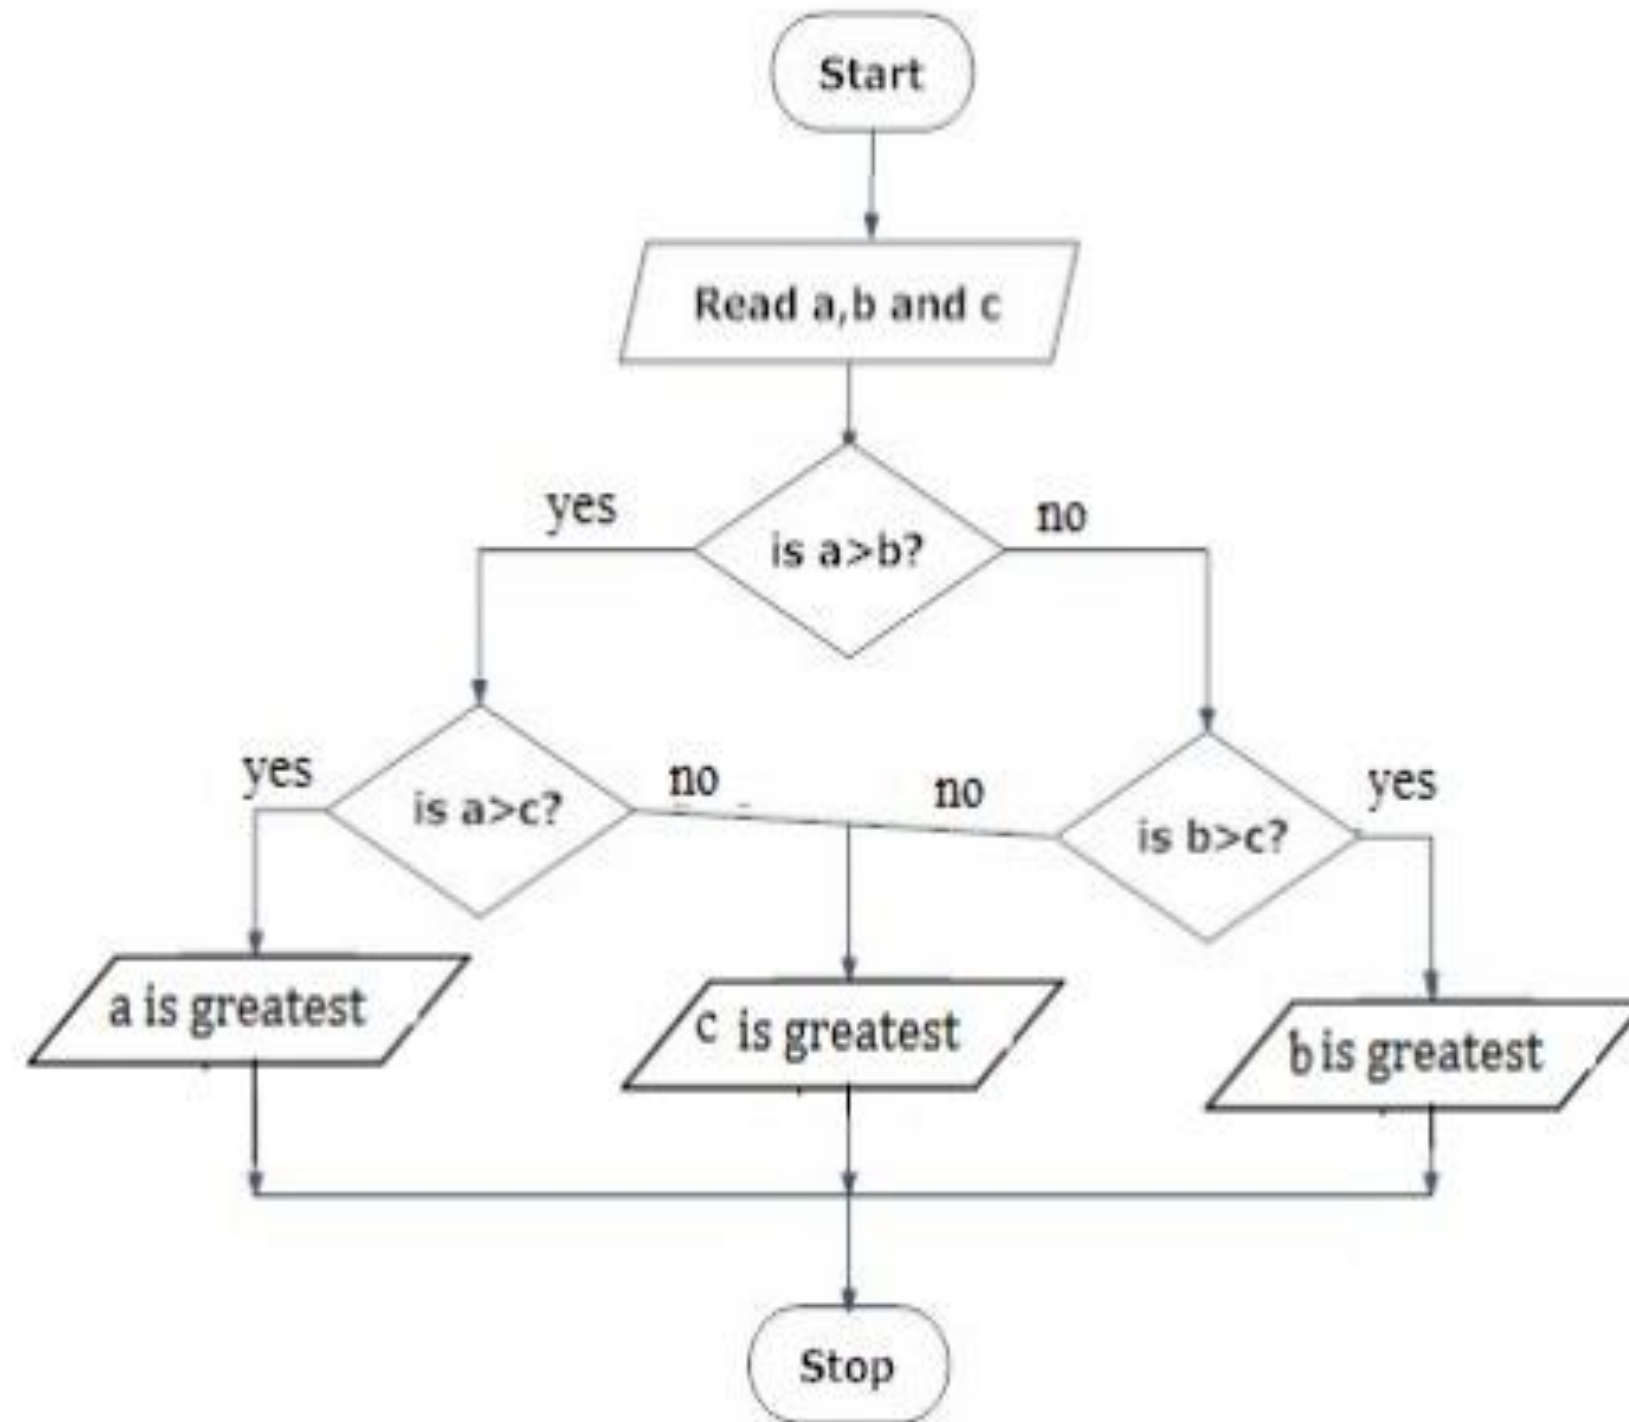 Start
Read a,b and c
yes
no
is a>b?
yes
is a>c?
no
no
is b>c?
yes
a is greatest
c is greatest
b is greatest
Stop